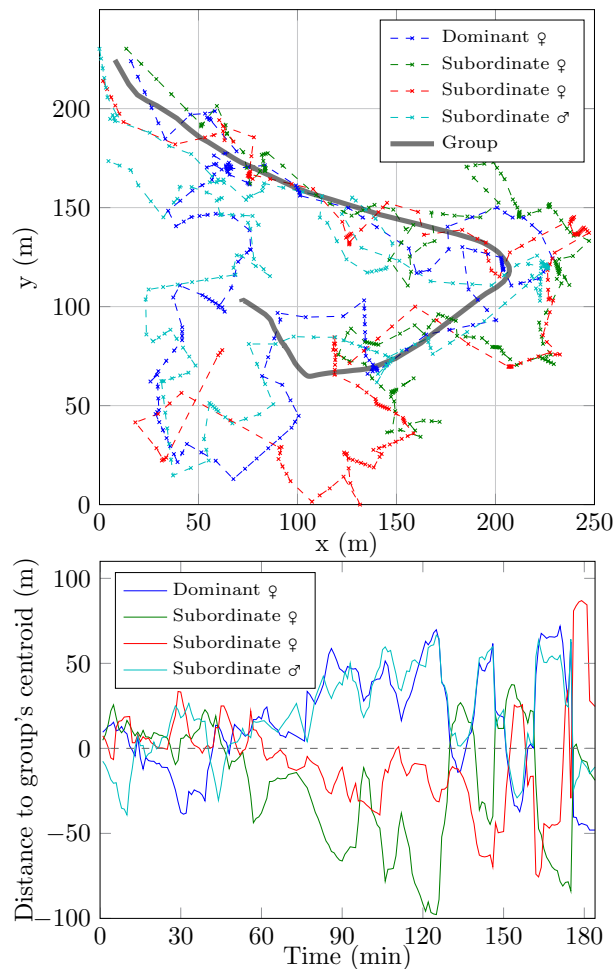 Dominant ♀
Subordinate ♀
Subordinate ♀
Subordinate ♂
Group
200
150
100
50
0
0 50 100 150 200 250
x (m)
y (m)
Dominant ♀
Subordinate ♀
Subordinate ♀
Subordinate ♂
100
50
0
−50
−100
0 30 60 90 120 150 180
Time (min)
Distance to group's centroid (m)